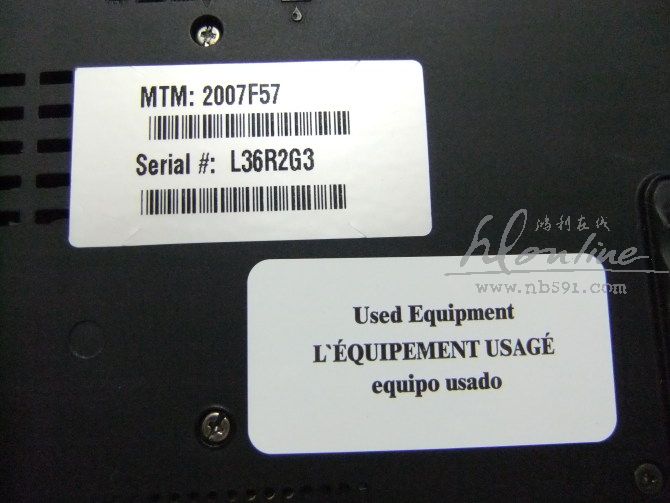 MTM: 2007F57
Serial #: L36R2G3
鸿利在线
hlonline
www.nb591.com
Used Equipment
L`ÉQUIPEMENT USAGÉ
equipo usado